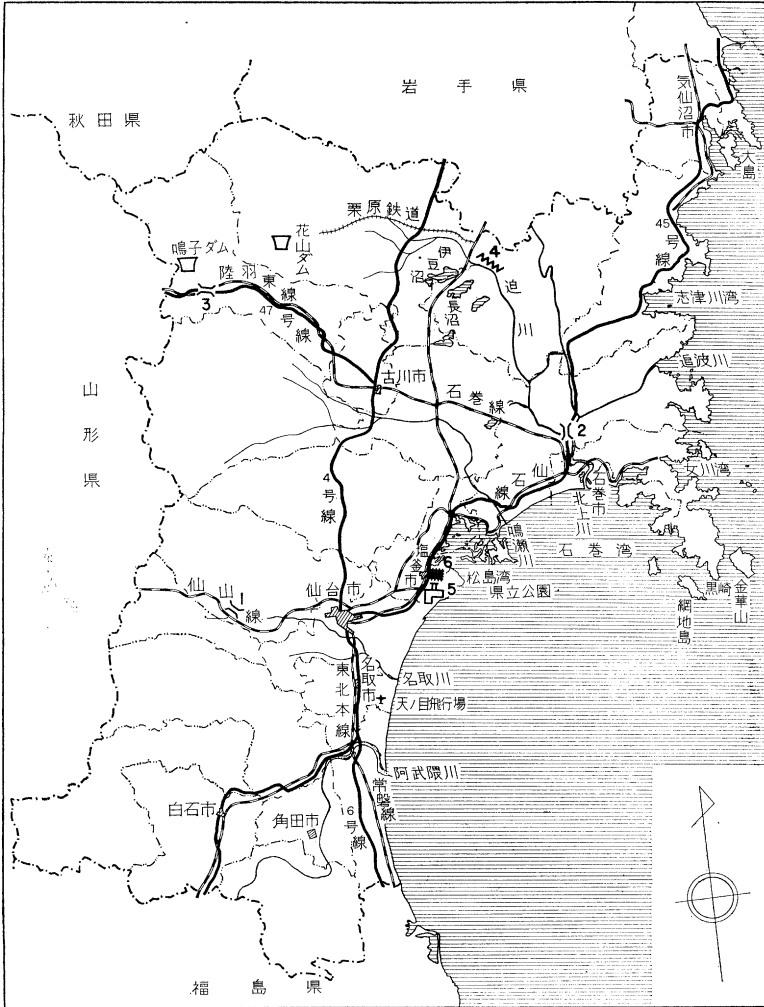 岩手県
秋田県
気仙沼市
大島
栗原鉄道
花山ダム
鳴子ダム
伊豆沼
4
迫川
45号線
陸羽東線
3
47号線
長沼
志津川湾
追波川
古川市
石巻線
山形県
2
女川湾
4号線
仙石線
石巻市
北上川
鳴瀬川
石巻湾
塩釜市
6
松島湾県立公園
5
黒崎
金華山
網地島
仙山線
1
仙台市
東北本線
名取市
名取川
天ノ目飛行場
阿武隈川
常磐線
白石市
角田市
6号線
福島県